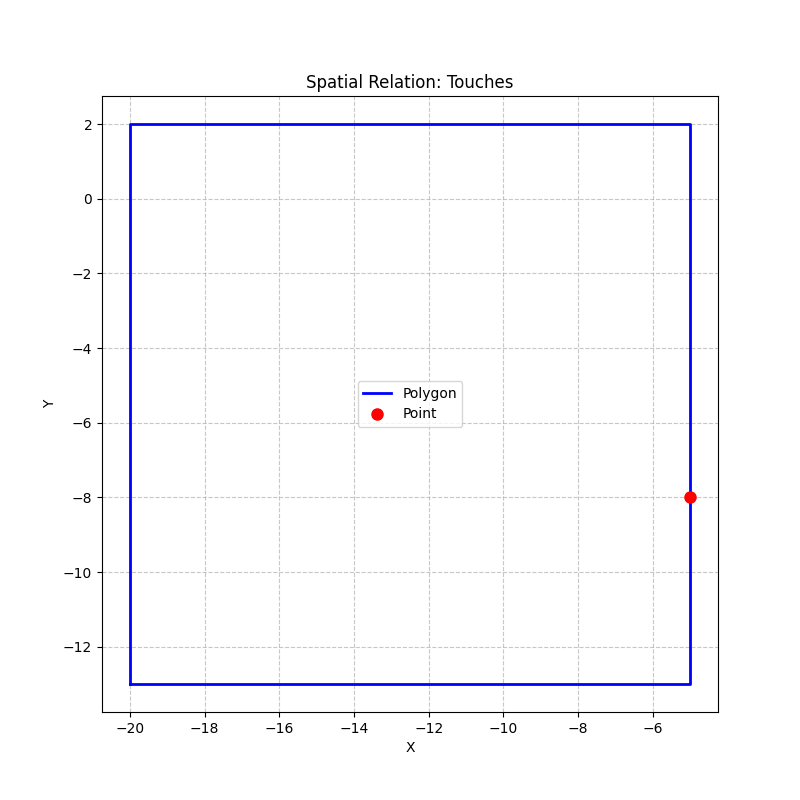 Spatial Relation: Touches
2
0
−2
−4
−6
−8
−10
−12
Y
Polygon
Point
−20 −18 −16 −14 −12 −10 −8 −6
X